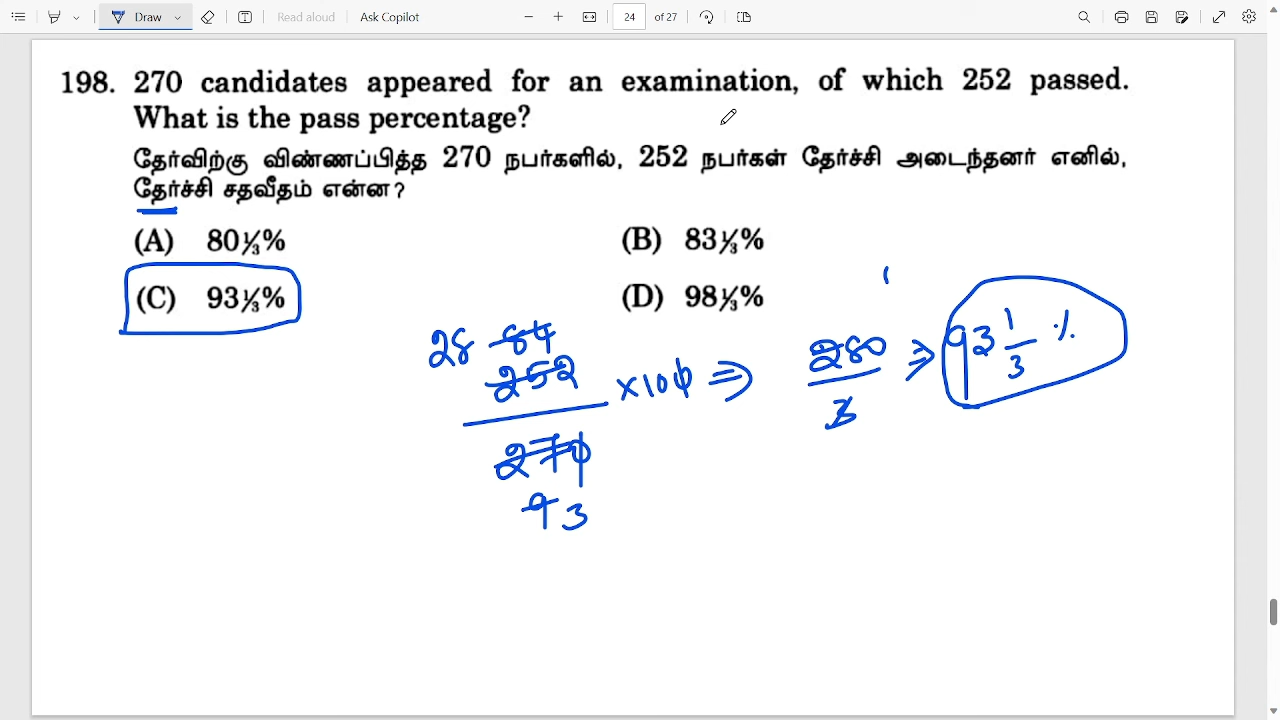 Draw
Read aloud
Ask Copilot
24
of 27
198. 270 candidates appeared for an examination, of which 252 passed.
What is the pass percentage?
தேர்விற்கு விண்ணப்பித்த 270 நபர்களில், 252 நபர்கள் தேர்ச்சி அடைந்தனர் எனில்,
தேர்ச்சி சதவீதம் என்ன?
(A) 80⅓%
(B) 83⅓%
(C) 93⅓%
(D) 98⅓%
28 84
252
270
×100 ⇒
93
280
3
⇒ 93 1/3 %